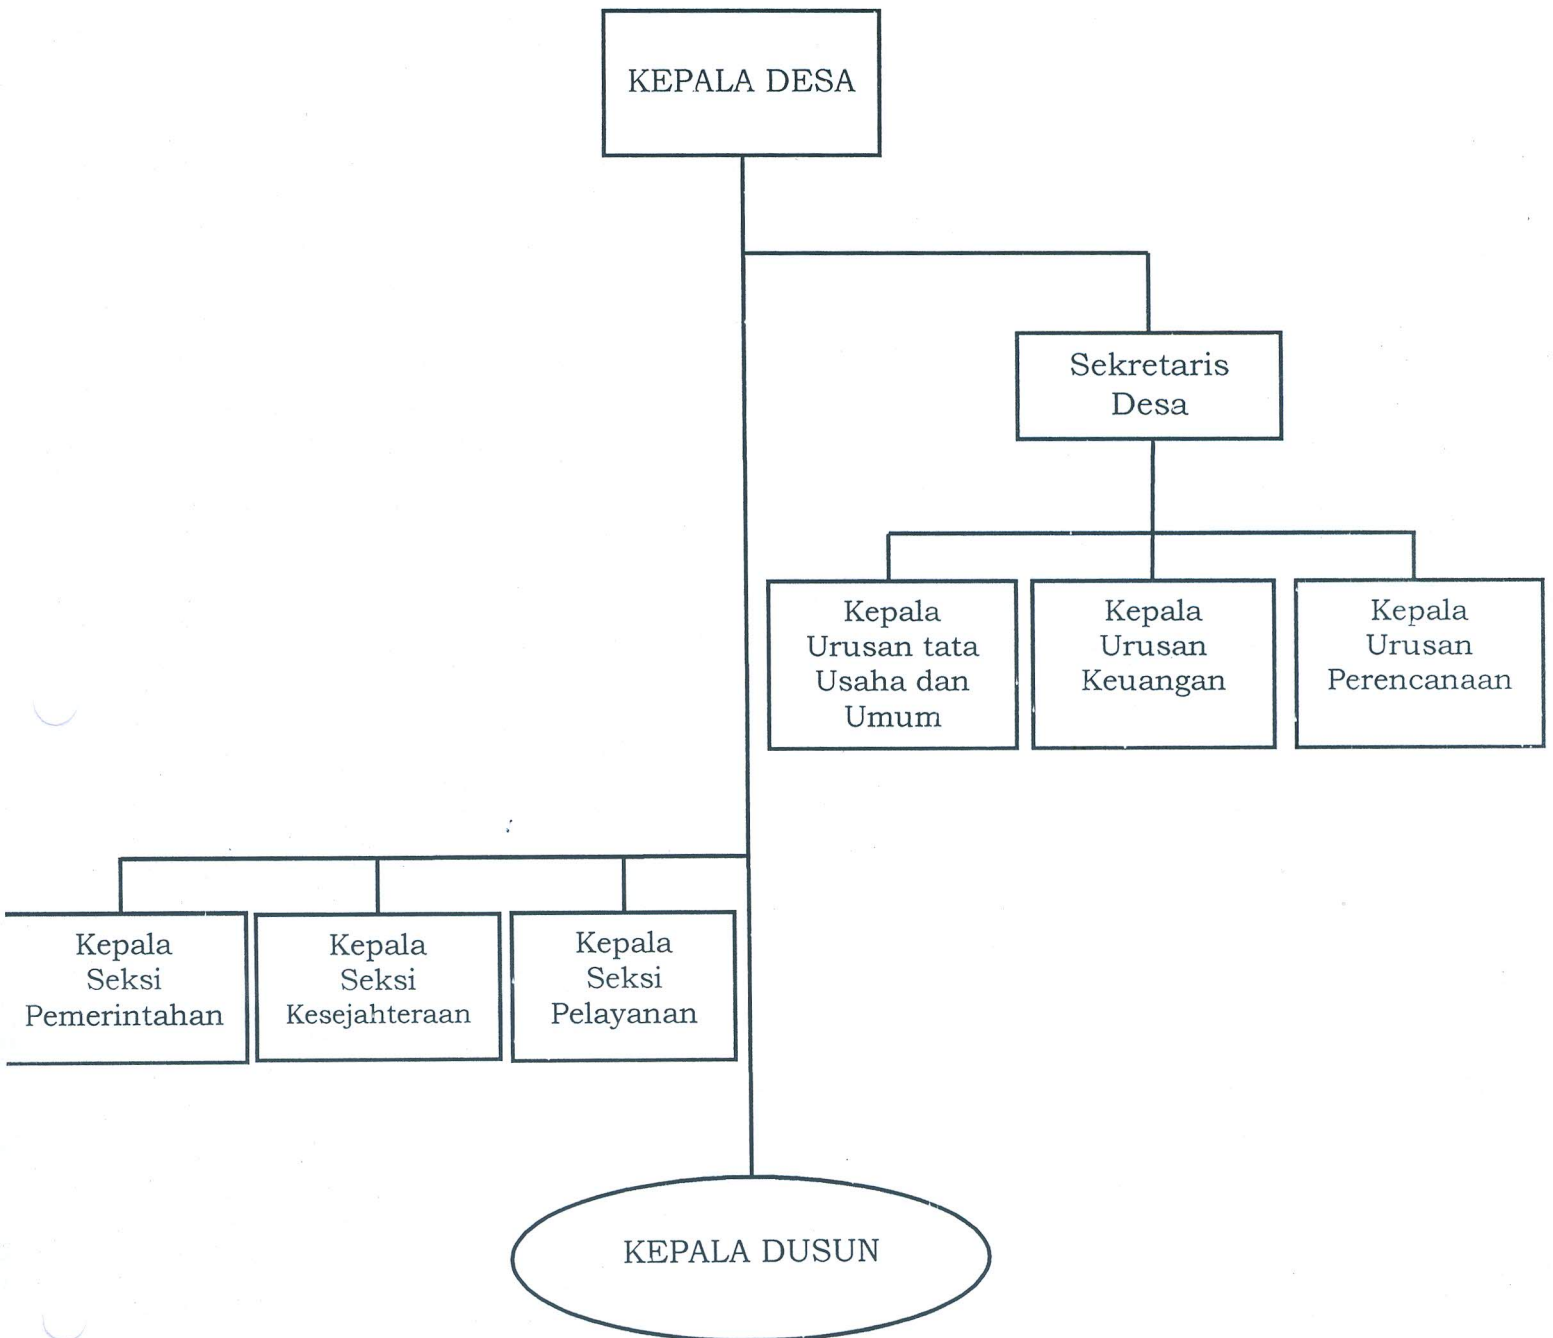 KEPALA DESA
Sekretaris
Desa
Kepala
Urusan tata
Usaha dan
Umum
Kepala
Urusan
Keuangan
Kepala
Urusan
Perencanaan
Kepala
Seksi
Pemerintahan
Kepala
Seksi
Kesejahteraan
Kepala
Seksi
Pelayanan
KEPALA DUSUN